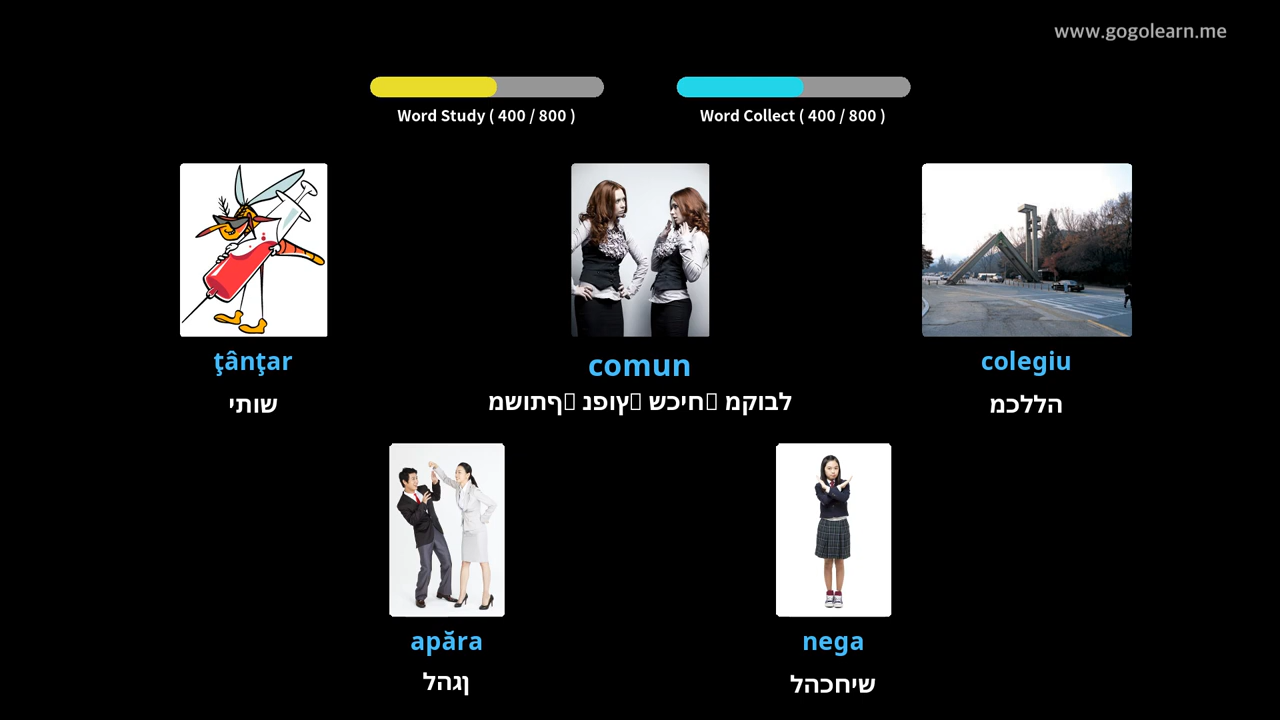 www.gogolearn.me
Word Study ( 400 / 800 )
Word Collect ( 400 / 800 )
ţânţar
שותי
comun
לבוקמ □חיכש □ץופנ □ףתושמ
colegiu
הללכמ
apăra
ןגהל
nega
שיחכהל